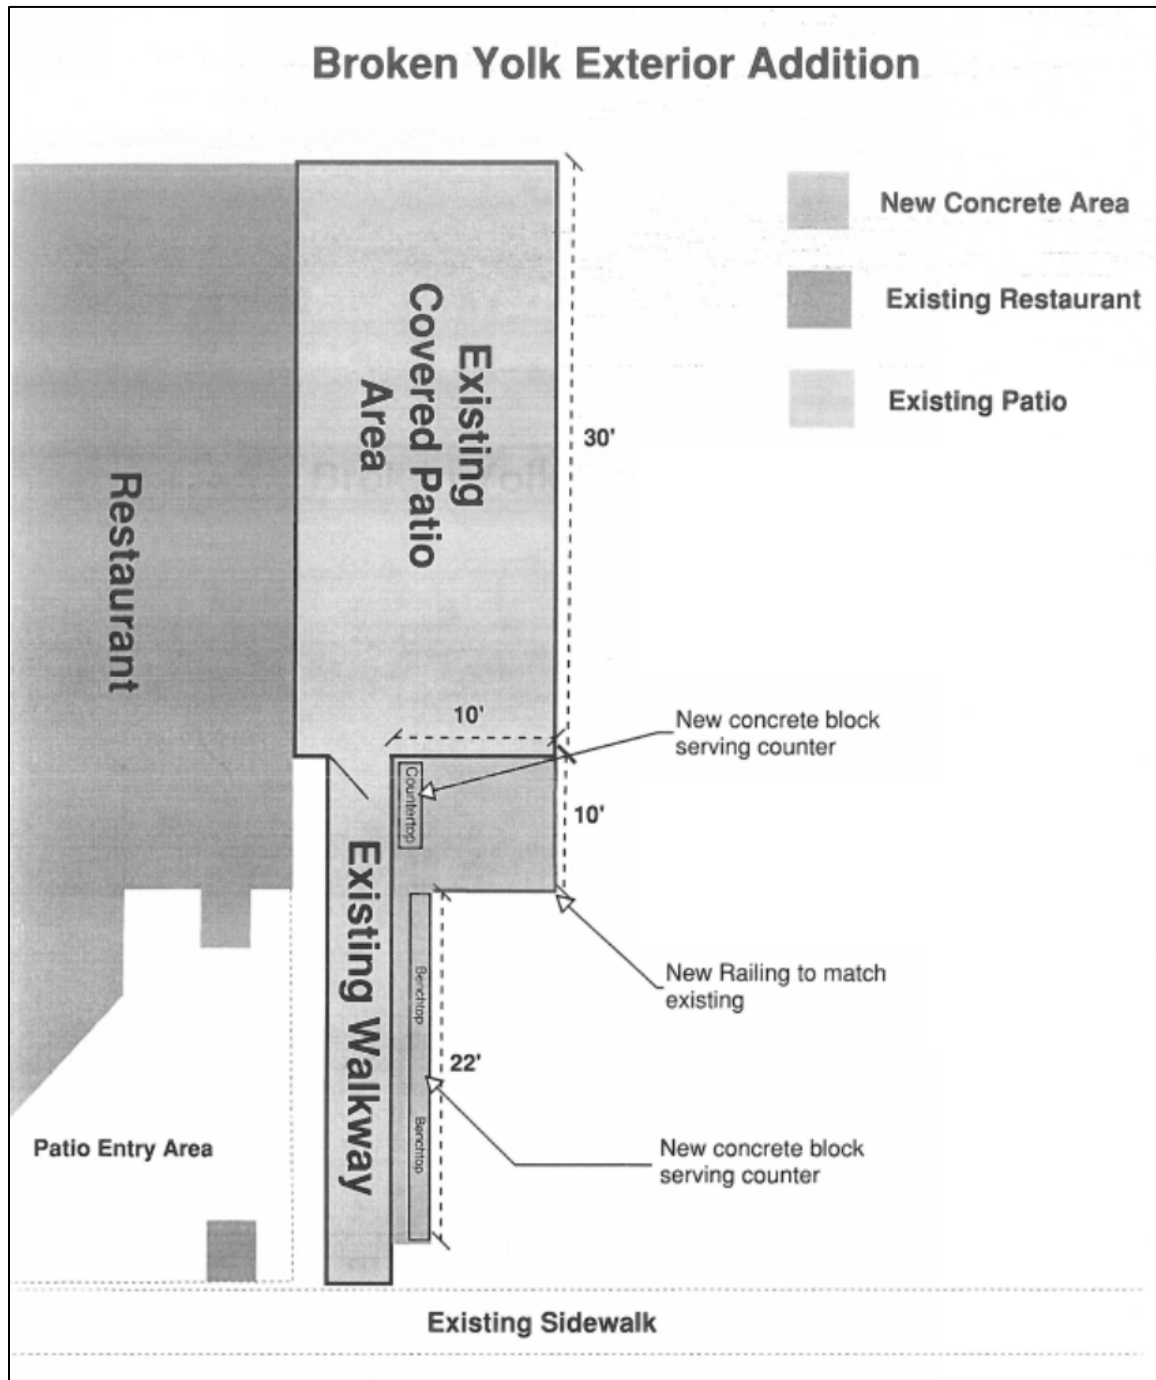 Broken Yolk Exterior Addition
New Concrete Area
Existing Restaurant
Existing Patio
Existing
Covered Patio
Area
30'
Restaurant
10'
New concrete block
serving counter
Countertop
10'
Existing Walkway
New Railing to match
existing
Benchtop
22'
Benchtop
New concrete block
serving counter
Patio Entry Area
Existing Sidewalk